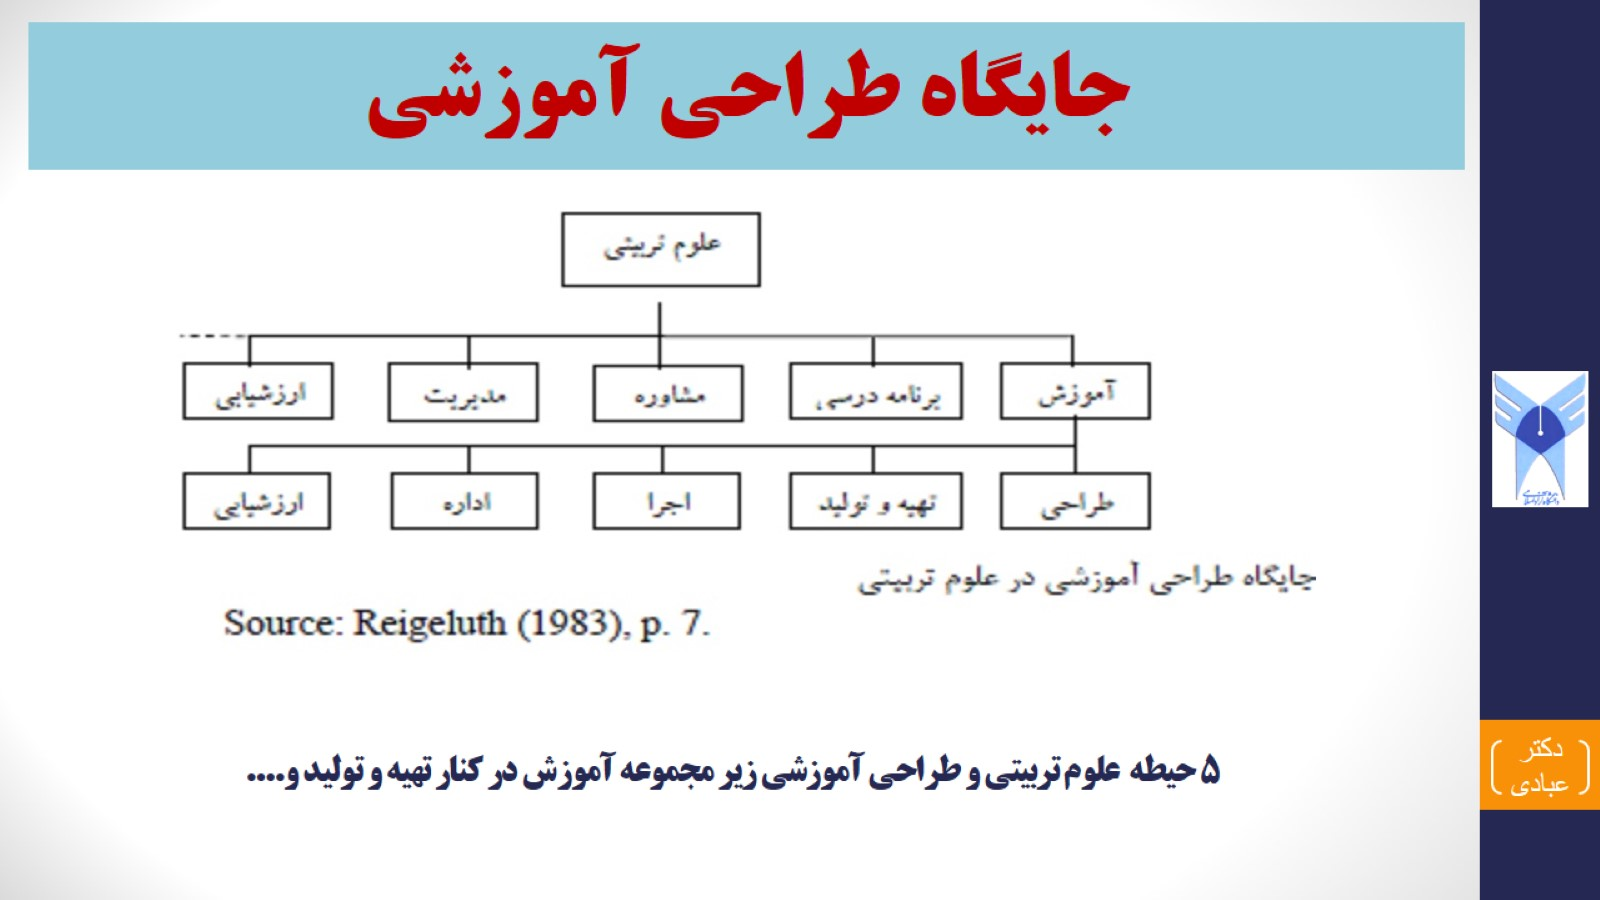 جایگاه طراحی آموزشی
علوم تربیتی
آموزش
برنامه درسی
مشاوره
مدیریت
ارزشیابی
طراحی
تهیه و تولید
اجرا
اداره
ارزشیابی
جایگاه طراحی آموزشی در علوم تربیتی
Source: Reigeluth (1983), p. 7.
۵ حیطه علوم تربیتی و طراحی آموزشی زیر مجموعه آموزش در کنار تهیه و تولید و....
دکتر
عبادی